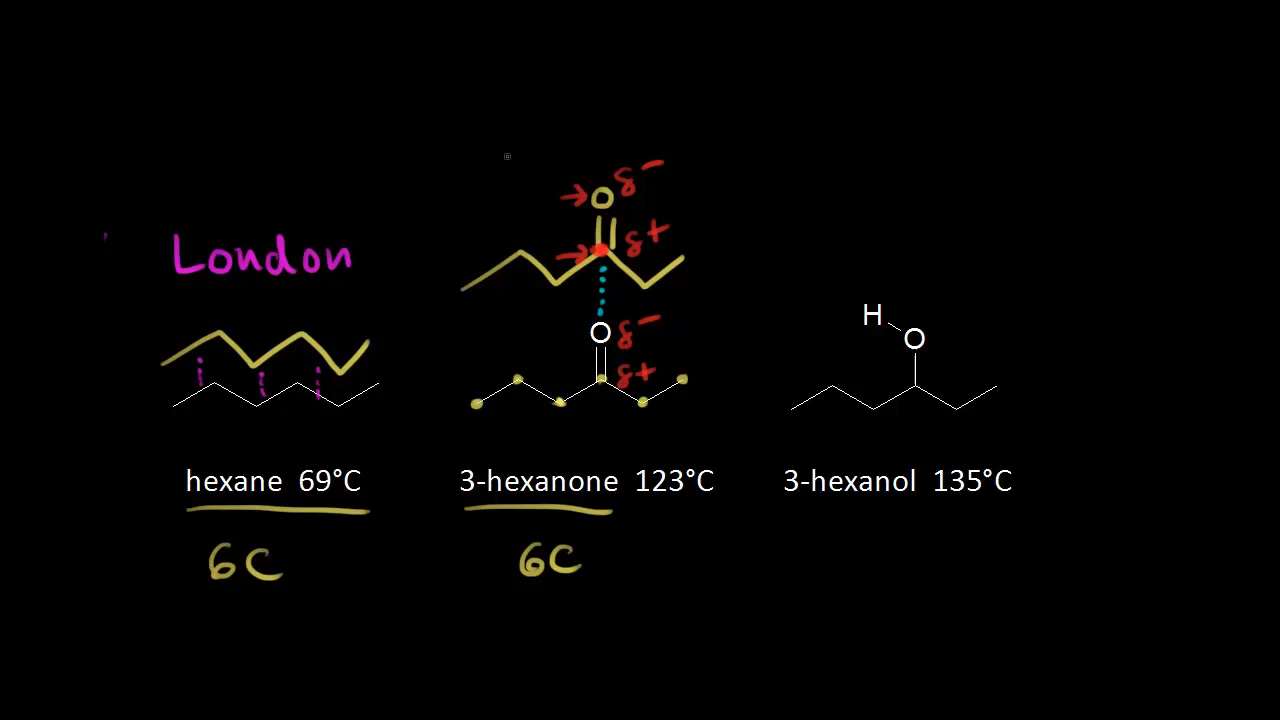 London
O δ-
δ+
O δ-
δ+
H
O
hexane 69°C
3-hexanone 123°C
3-hexanol 135°C
6C
6C